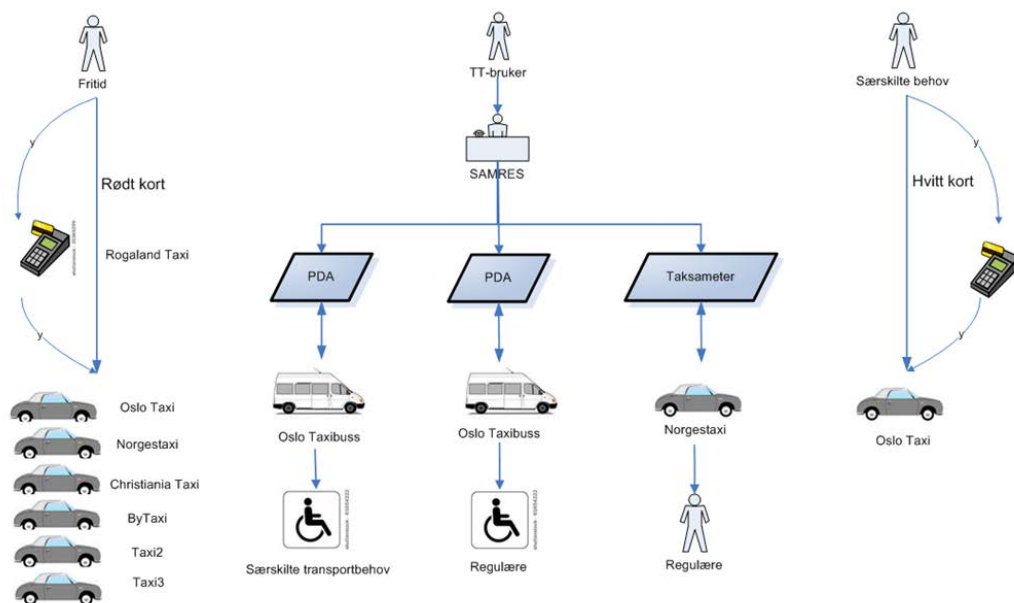 Fritid
TT-bruker
Særskilte behov
y
y
SAMRES
Rødt kort
Hvitt kort
Rogaland Taxi
PDA
PDA
Taksameter
y
y
Oslo Taxi
Norgestaxi
Christiania Taxi
ByTaxi
Taxi2
Taxi3
Oslo Taxibuss
Oslo Taxibuss
Norgestaxi
Oslo Taxi
Særskilte transportbehov
Regulære
Regulære